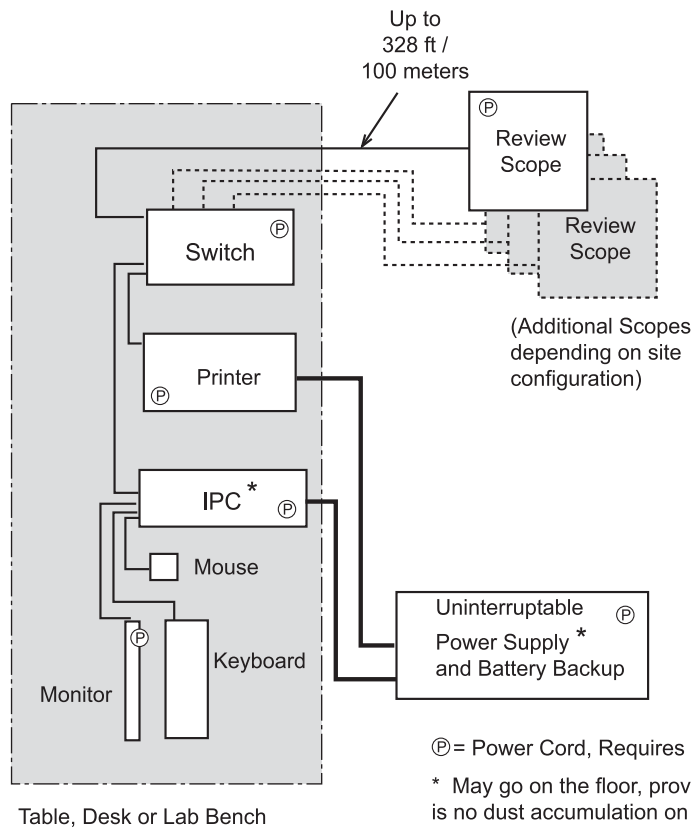 Up to
328 ft /
100 meters
Ⓟ
Review
Scope
Review
Scope
(Additional Scopes
depending on site
configuration)
Switch Ⓟ
Printer
Ⓟ
IPC * Ⓟ
Mouse
Keyboard
Ⓟ
Monitor
Uninterruptable Ⓟ
Power Supply *
and Battery Backup
Ⓟ= Power Cord, Requires
* May go on the floor, prov
is no dust accumulation on
Table, Desk or Lab Bench